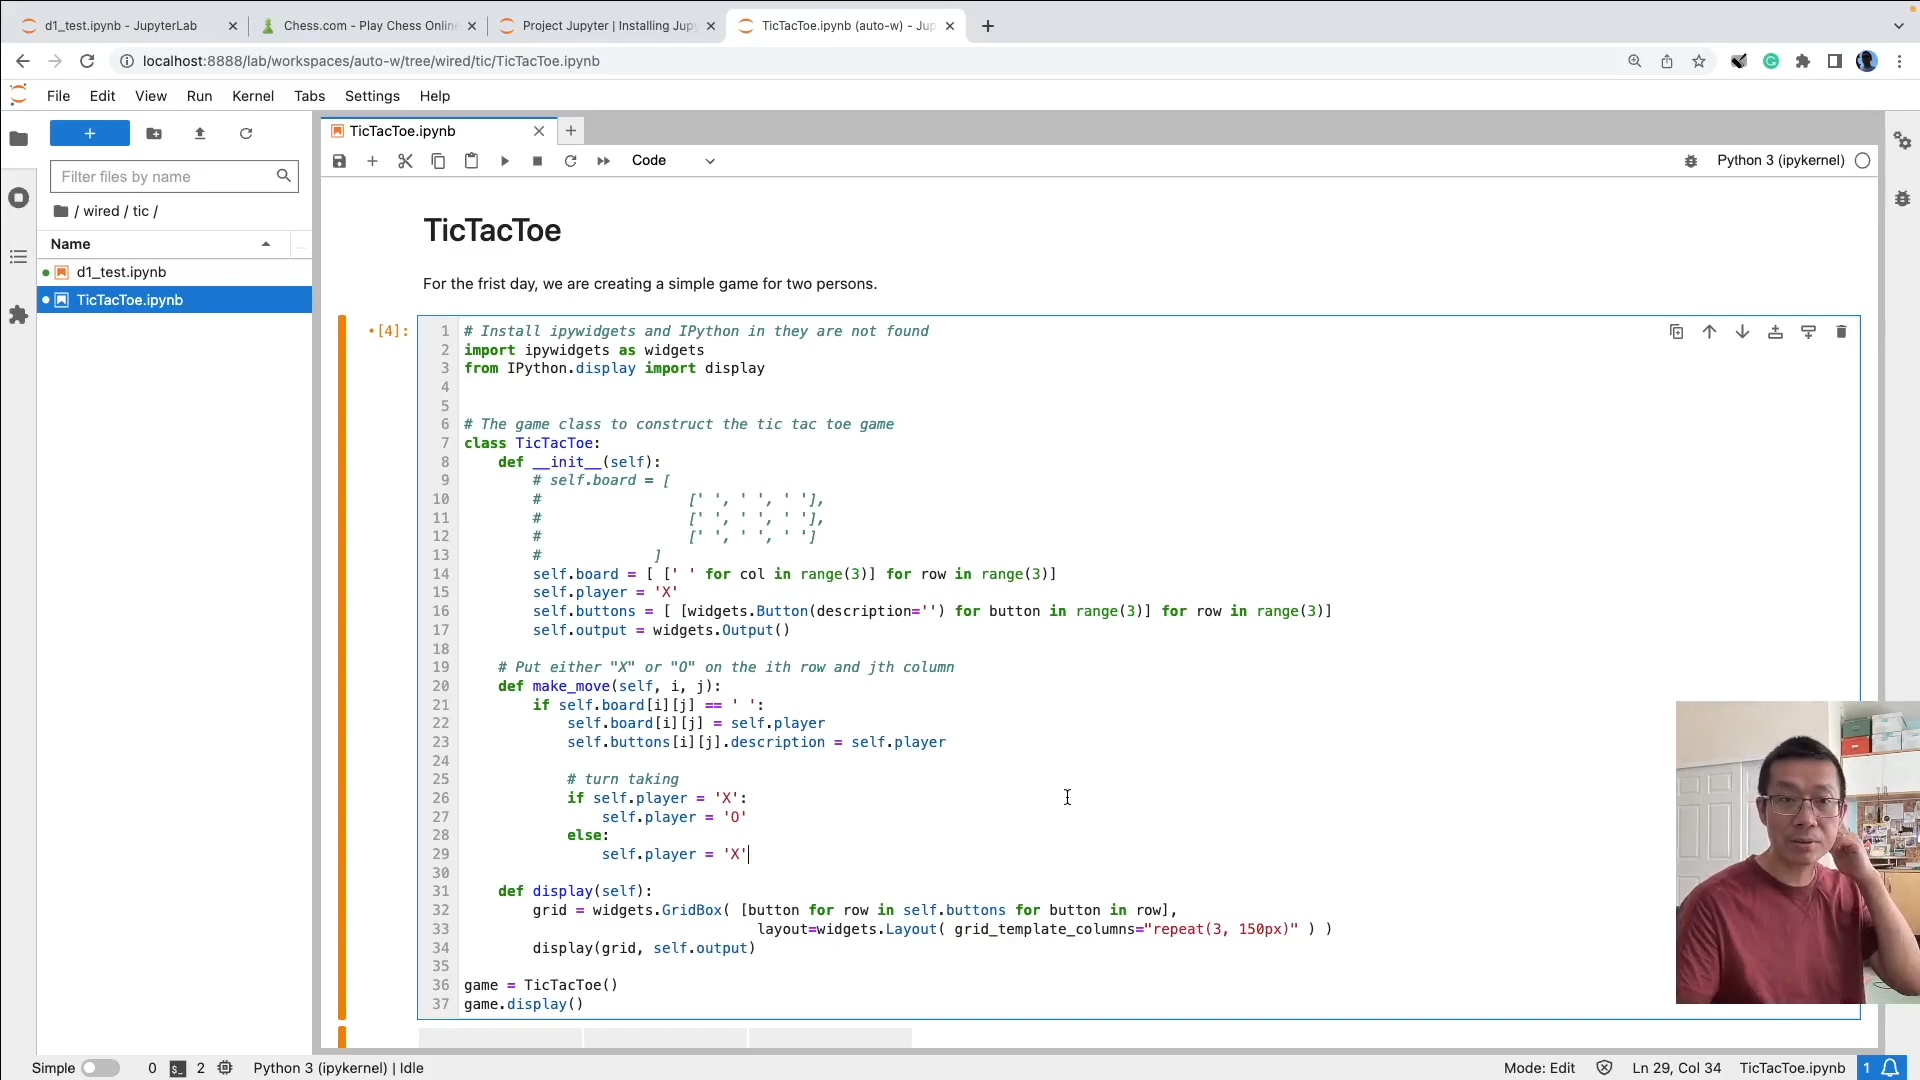 d1_test.ipynb - JupyterLab
Chess.com - Play Chess Online
Project Jupyter | Installing Jupy
TicTacToe.ipynb (auto-w) - Jup
localhost:8888/lab/workspaces/auto-w/tree/wired/tic/TicTacToe.ipynb
File Edit View Run Kernel Tabs Settings Help
TicTacToe.ipynb
Filter files by name
Code
Python 3 (ipykernel)
/ wired / tic /
Name
d1_test.ipynb
TicTacToe.ipynb
TicTacToe
For the frist day, we are creating a simple game for two persons.
[4]:
1 # Install ipywidgets and IPython in they are not found
2 import ipywidgets as widgets
3 from IPython.display import display
4
5
6 # The game class to construct the tic tac toe game
7 class TicTacToe:
8     def __init__(self):
9         # self.board = [
10         #                 [' ', ' ', ' '],
11         #                 [' ', ' ', ' '],
12         #                 [' ', ' ', ' ']
13         #             ]
14         self.board = [ [' ' for col in range(3)] for row in range(3)]
15         self.player = 'X'
16         self.buttons = [ [widgets.Button(description='') for button in range(3)] for row in range(3)]
17         self.output = widgets.Output()
18
19     # Put either "X" or "O" on the ith row and jth column
20     def make_move(self, i, j):
21         if self.board[i][j] == ' ':
22             self.board[i][j] = self.player
23             self.buttons[i][j].description = self.player
24
25             # turn taking
26             if self.player = 'X':
27                 self.player = 'O'
28             else:
29                 self.player = 'X'
30
31     def display(self):
32         grid = widgets.GridBox( [button for row in self.buttons for button in row],
33                                   layout=widgets.Layout( grid_template_columns="repeat(3, 150px)" ) )
34         display(grid, self.output)
35
36 game = TicTacToe()
37 game.display()
Simple 0 2 Python 3 (ipykernel) | Idle Mode: Edit Ln 29, Col 34 TicTacToe.ipynb 1